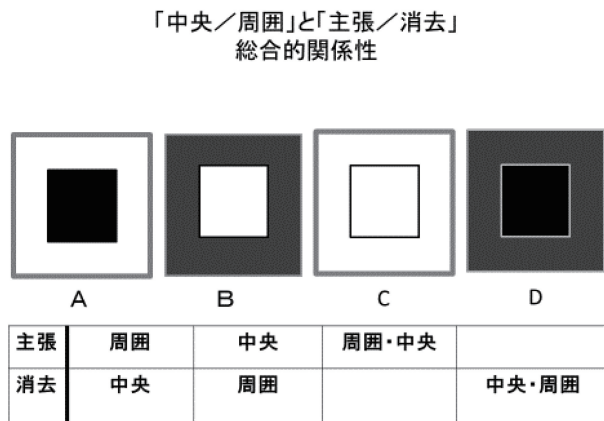 「中央／周囲」と「主張／消去」
総合的関係性
A B C D
主張 周囲 中央 周囲・中央
消去 中央 周囲 中央・周囲